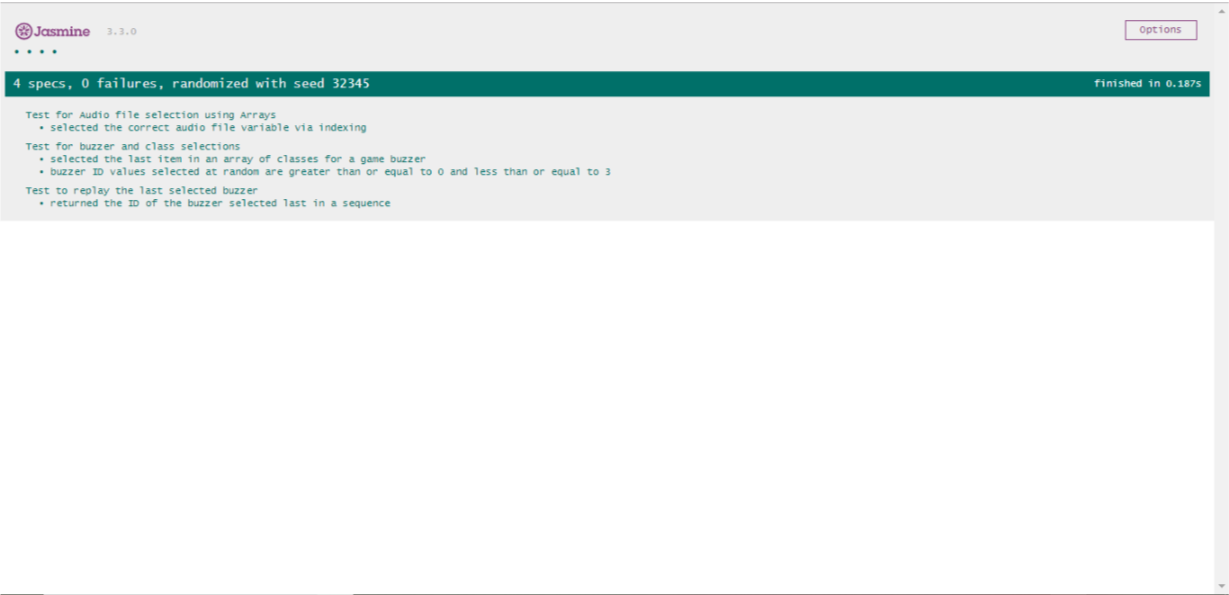 Jasmine 3.3.0 Options
• • • •
4 specs, 0 failures, randomized with seed 32345 finished in 0.187s
Test for Audio file selection using Arrays
• selected the correct audio file variable via indexing
Test for buzzer and class selections
• selected the last item in an array of classes for a game buzzer
• buzzer ID values selected at random are greater than or equal to 0 and less than or equal to 3
Test to replay the last selected buzzer
• returned the ID of the buzzer selected last in a sequence